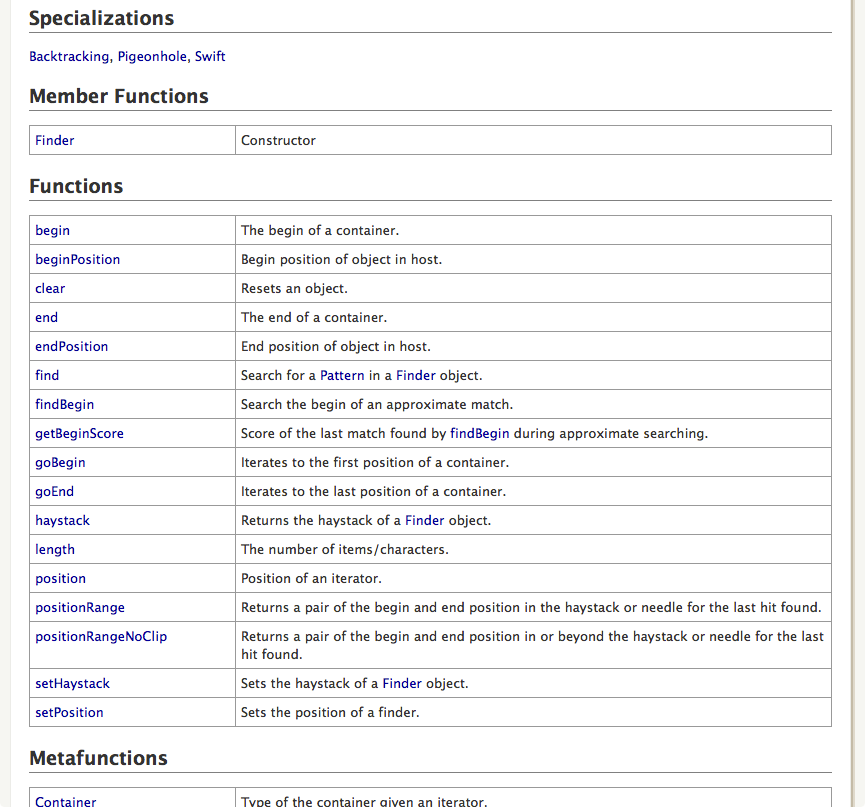 Specializations
Backtracking, Pigeonhole, Swift
Member Functions
Finder Constructor
Functions
begin The begin of a container.
beginPosition Begin position of object in host.
clear Resets an object.
end The end of a container.
endPosition End position of object in host.
find Search for a Pattern in a Finder object.
findBegin Search the begin of an approximate match.
getBeginScore Score of the last match found by findBegin during approximate searching.
goBegin Iterates to the first position of a container.
goEnd Iterates to the last position of a container.
haystack Returns the haystack of a Finder object.
length The number of items/characters.
position Position of an iterator.
positionRange Returns a pair of the begin and end position in the haystack or needle for the last hit found.
positionRangeNoClip Returns a pair of the begin and end position in or beyond the haystack or needle for the last
hit found.
setHaystack Sets the haystack of a Finder object.
setPosition Sets the position of a finder.
Metafunctions
Container Type of the container given an iterator.